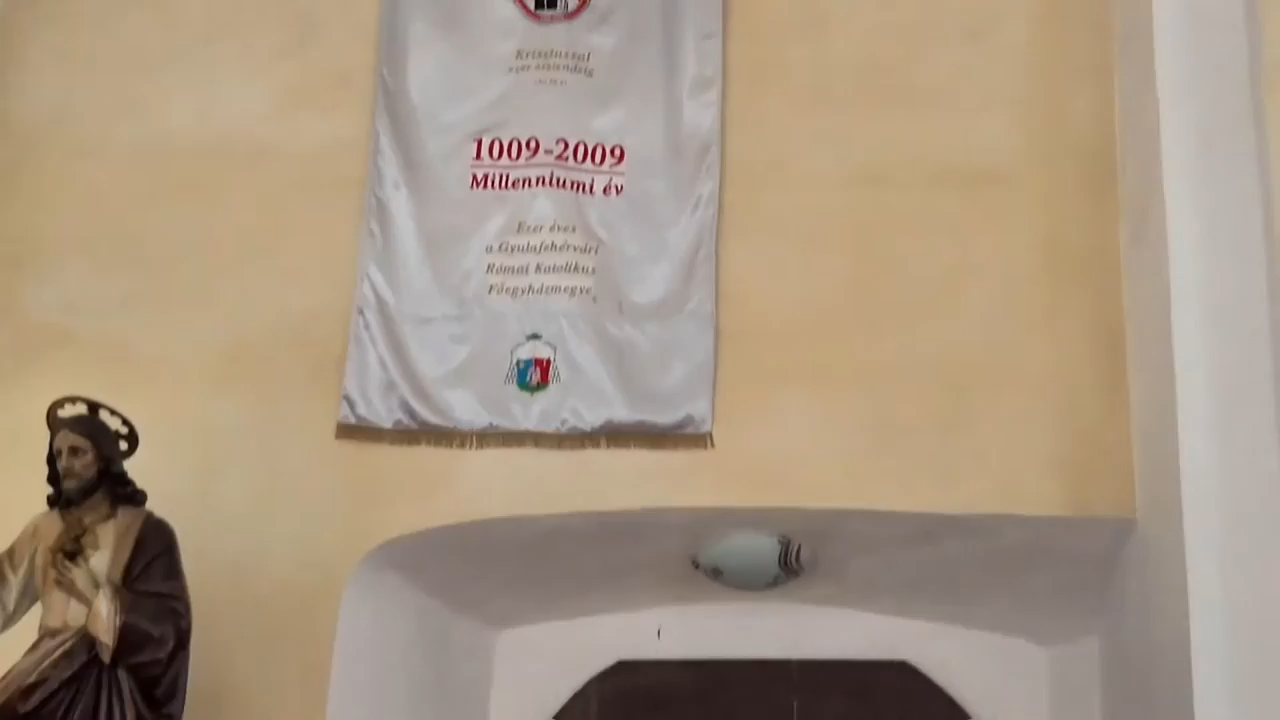 Krisztussal
ezer esztendeig
1009-2009
Millenniumi év
Ezer éves
a Gyulafehérvári
Római Katolikus
Főegyházmegye